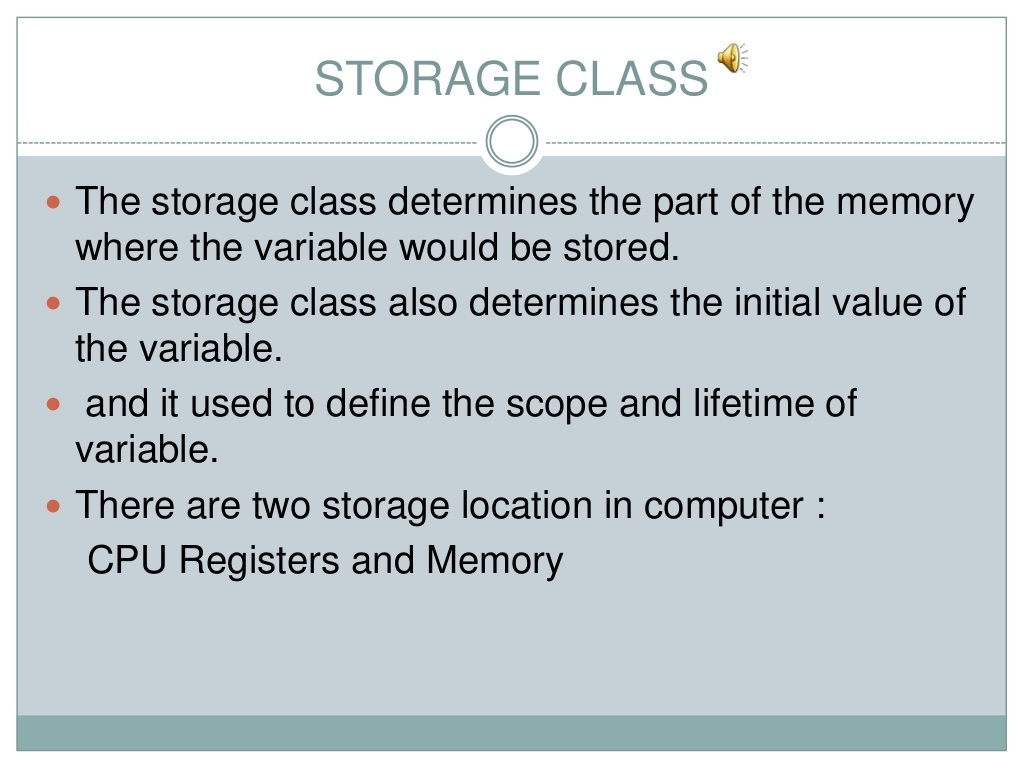 STORAGE CLASS
• The storage class determines the part of the memory
where the variable would be stored.
• The storage class also determines the initial value of
the variable.
• and it used to define the scope and lifetime of
variable.
• There are two storage location in computer :
CPU Registers and Memory